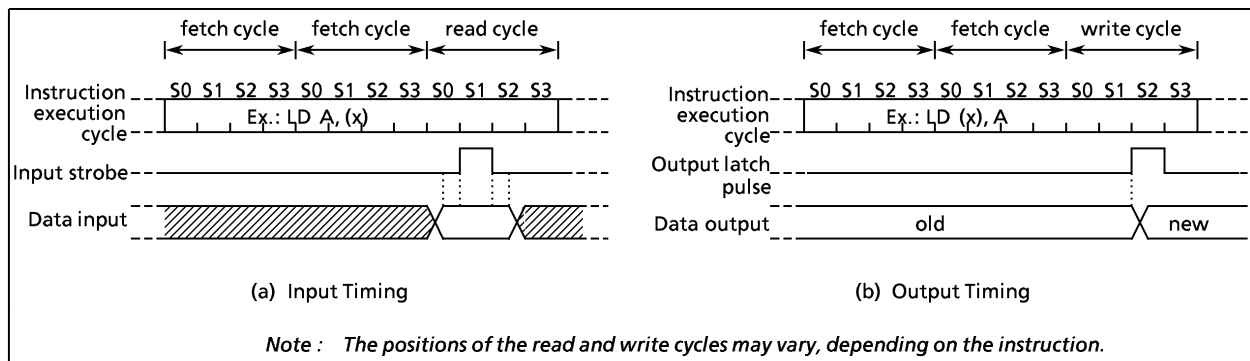 fetch cycle fetch cycle read cycle
S0 S1 S2 S3 S0 S1 S2 S3 S0 S1 S2 S3
Instruction
execution
cycle
Ex.: LD A, (x)
Input strobe
Data input
(a) Input Timing
fetch cycle fetch cycle write cycle
S0 S1 S2 S3 S0 S1 S2 S3 S0 S1 S2 S3
Instruction
execution
cycle
Ex.: LD (x), A
Output latch
pulse
Data output
old new
(b) Output Timing
Note : The positions of the read and write cycles may vary, depending on the instruction.